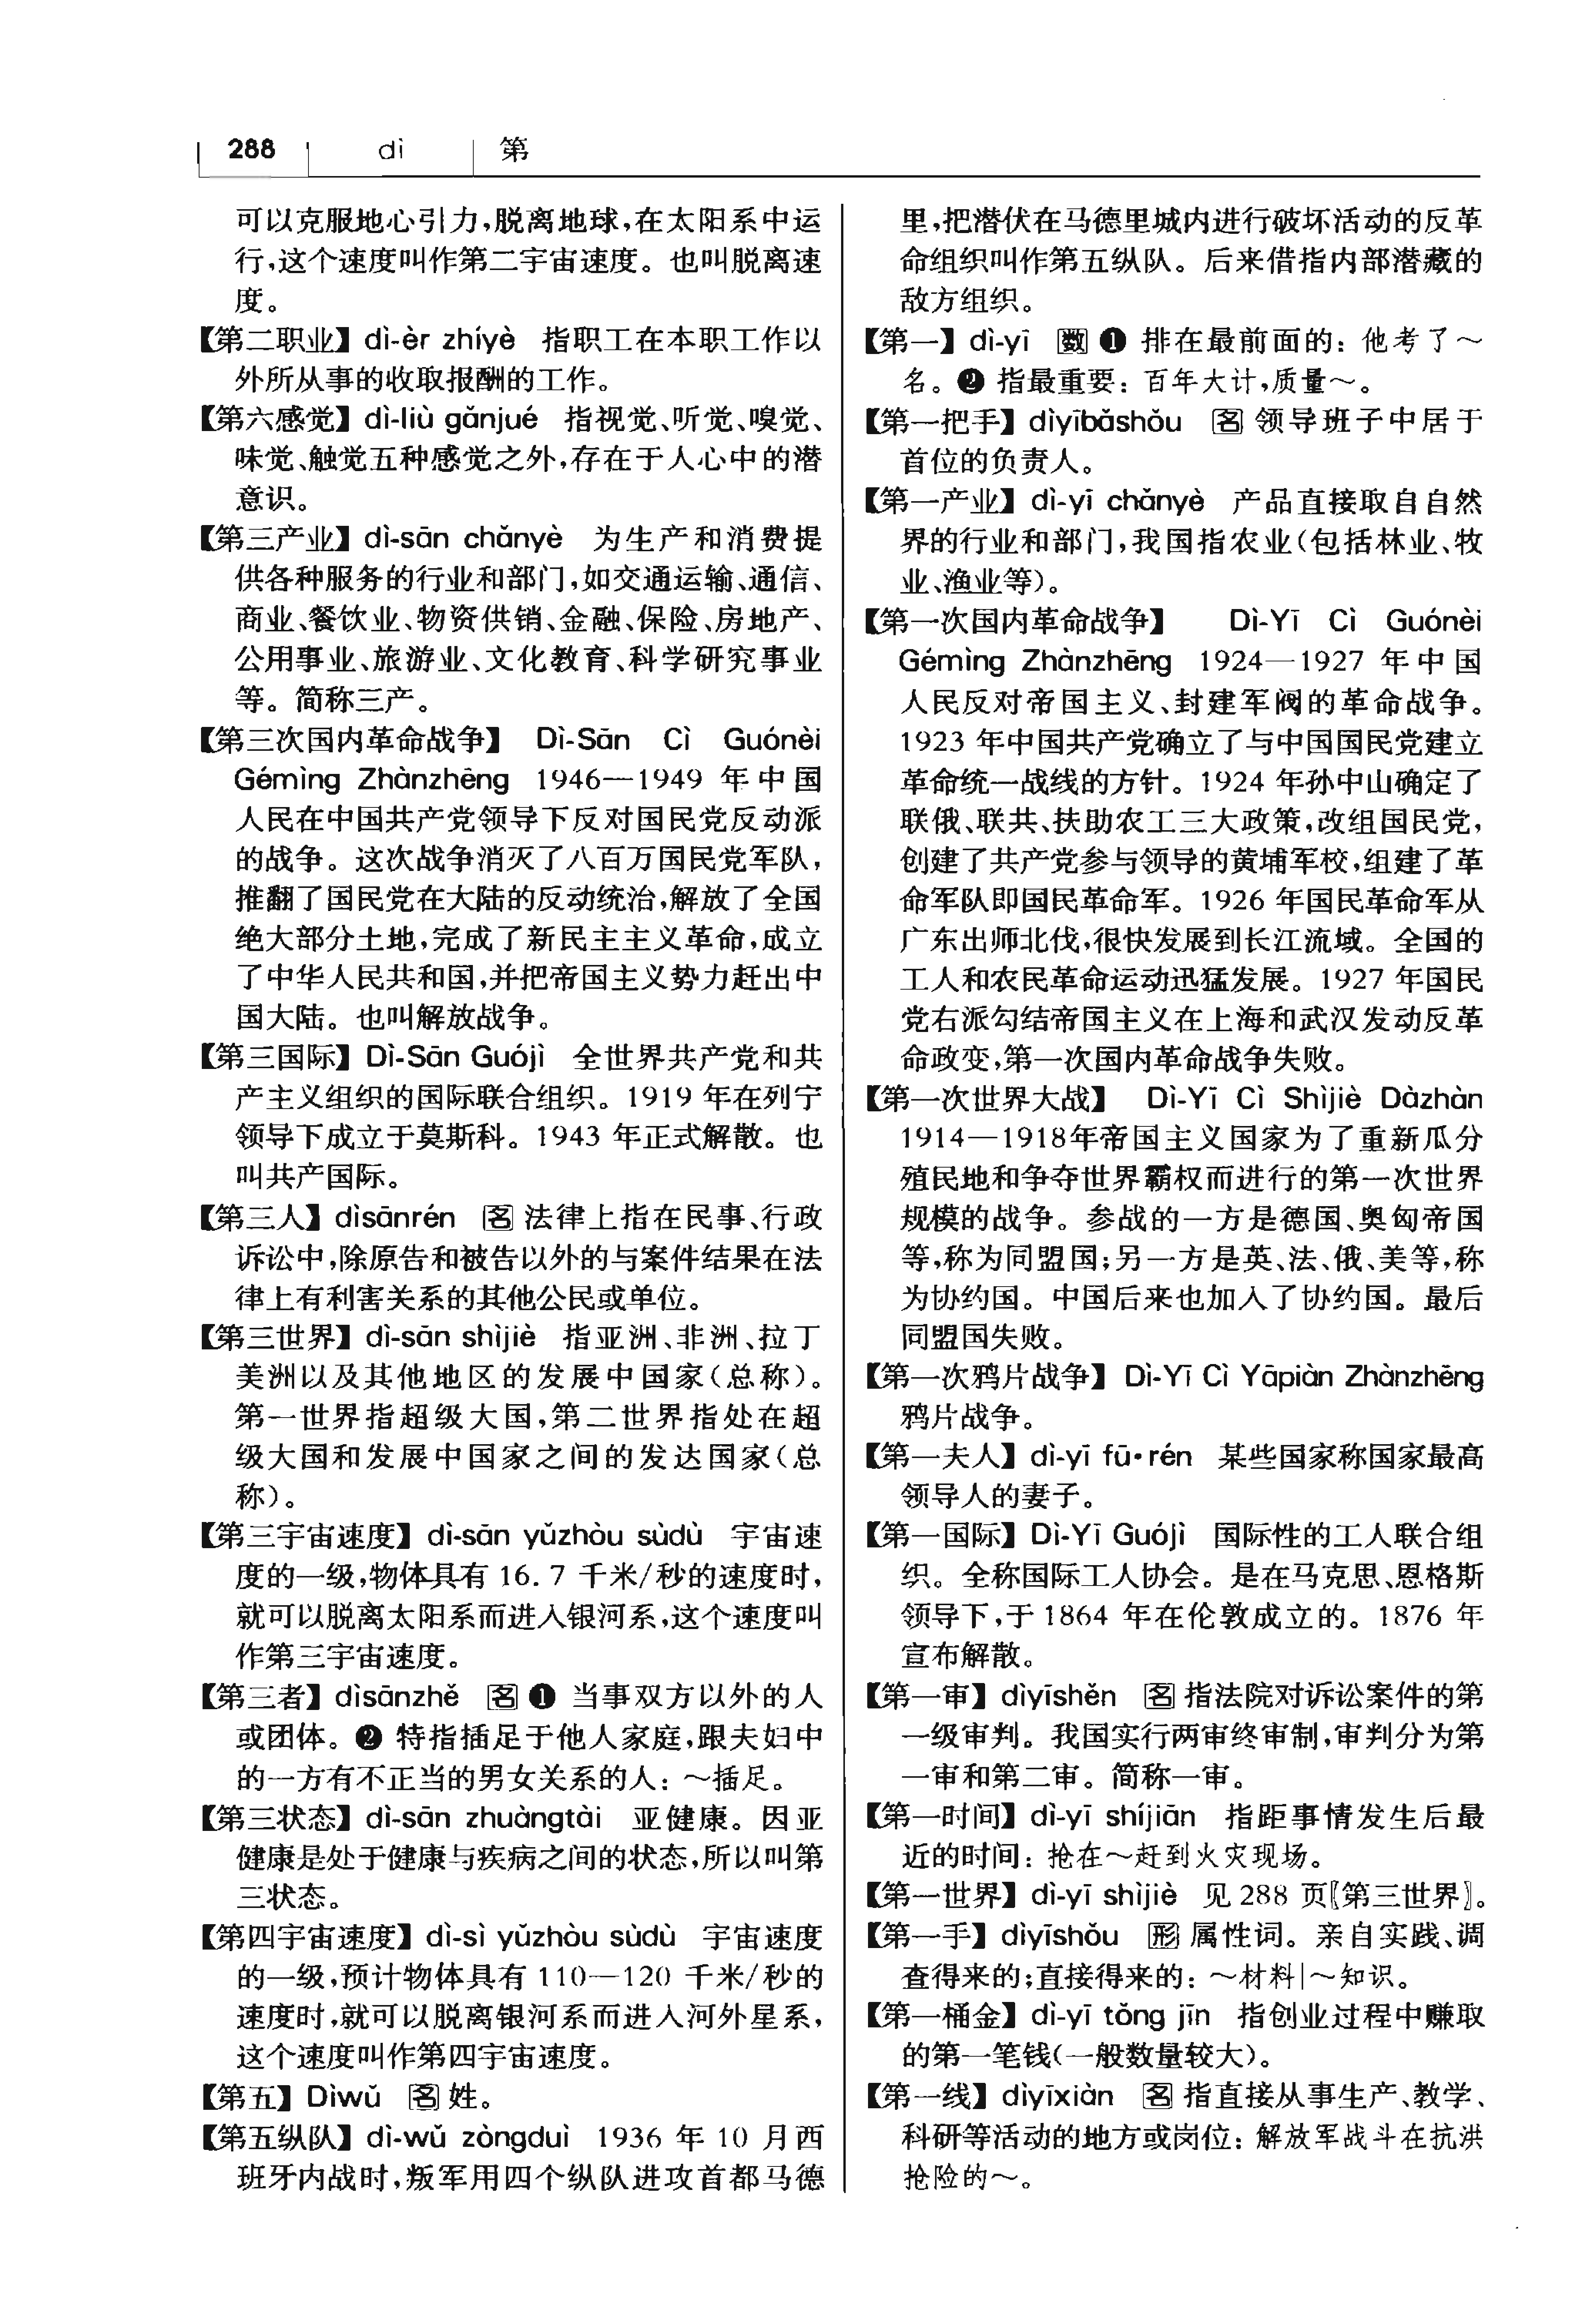 288 dì 第
可以克服地心引力,脱离地球,在太阳系中运
行,这个速度叫作第二宇宙速度。也叫脱离速
度。
【第二职业】dì-èr zhíyè 指职工在本职工作以
外所从事的收取报酬的工作。
【第六感觉】dì-liù gǎnjué 指视觉、听觉、嗅觉、
味觉、触觉五种感觉之外,存在于人心中的潜
意识。
【第三产业】dì-sān chǎnyè 为生产和消费提
供各种服务的行业和部门,如交通运输、通信、
商业、餐饮业、物资供销、金融、保险、房地产、
公用事业、旅游业、文化教育、科学研究事业
等。简称三产。
【第三次国内革命战争】 Dì-Sān Cì Guónèi
Gémìng Zhànzhēng 1946—1949 年中国
人民在中国共产党领导下反对国民党反动派
的战争。这次战争消灭了八百万国民党军队,
推翻了国民党在大陆的反动统治,解放了全国
绝大部分土地,完成了新民主主义革命,成立
了中华人民共和国,并把帝国主义势力赶出中
国大陆。也叫解放战争。
【第三国际】Dì-Sān Guójì 全世界共产党和共
产主义组织的国际联合组织。1919 年在列宁
领导下成立于莫斯科。1943 年正式解散。也
叫共产国际。
【第三人】dìsānrén 名 法律上指在民事、行政
诉讼中,除原告和被告以外的与案件结果在法
律上有利害关系的其他公民或单位。
【第三世界】dì-sān shìjiè 指亚洲、非洲、拉丁
美洲以及其他地区的发展中国家(总称)。
第一世界指超级大国,第二世界指处在超
级大国和发展中国家之间的发达国家(总
称)。
【第三宇宙速度】dì-sān yǔzhòu sùdù 宇宙速
度的一级,物体具有 16.7 千米/秒的速度时,
就可以脱离太阳系而进入银河系,这个速度叫
作第三宇宙速度。
【第三者】dìsānzhě 名 ❶ 当事双方以外的人
或团体。❷ 特指插足于他人家庭,跟夫妇中
的一方有不正当的男女关系的人:～插足。
【第三状态】dì-sān zhuàngtài 亚健康。因亚
健康是处于健康与疾病之间的状态,所以叫第
三状态。
【第四宇宙速度】dì-sì yǔzhòu sùdù 宇宙速度
的一级,预计物体具有 110—120 千米/秒的
速度时,就可以脱离银河系而进入河外星系,
这个速度叫作第四宇宙速度。
【第五】Dìwǔ 名 姓。
【第五纵队】dì-wǔ zòngduì 1936 年 10 月西
班牙内战时,叛军用四个纵队进攻首都马德
里,把潜伏在马德里城内进行破坏活动的反革
命组织叫作第五纵队。后来借指内部潜藏的
敌方组织。
【第一】dì-yī 数 ❶ 排在最前面的:他考了～
名。❷ 指最重要:百年大计,质量～。
【第一把手】dìyībǎshǒu 名 领导班子中居于
首位的负责人。
【第一产业】dì-yī chǎnyè 产品直接取自自然
界的行业和部门,我国指农业(包括林业、牧
业、渔业等)。
【第一次国内革命战争】 Dì-Yī Cì Guónèi
Gémìng Zhànzhēng 1924—1927 年中国
人民反对帝国主义、封建军阀的革命战争。
1923 年中国共产党确立了与中国国民党建立
革命统一战线的方针。1924 年孙中山确定了
联俄、联共、扶助农工三大政策,改组国民党,
创建了共产党参与领导的黄埔军校,组建了革
命军队即国民革命军。1926 年国民革命军从
广东出师北伐,很快发展到长江流域。全国的
工人和农民革命运动迅猛发展。1927 年国民
党右派勾结帝国主义在上海和武汉发动反革
命政变,第一次国内革命战争失败。
【第一次世界大战】 Dì-Yī Cì Shìjiè Dàzhàn
1914—1918年帝国主义国家为了重新瓜分
殖民地和争夺世界霸权而进行的第一次世界
规模的战争。参战的一方是德国、奥匈帝国
等,称为同盟国;另一方是英、法、俄、美等,称
为协约国。中国后来也加入了协约国。最后
同盟国失败。
【第一次鸦片战争】Dì-Yī Cì Yāpiàn Zhànzhēng
鸦片战争。
【第一夫人】dì-yī fū·rén 某些国家称国家最高
领导人的妻子。
【第一国际】Dì-Yī Guójì 国际性的工人联合组
织。全称国际工人协会。是在马克思、恩格斯
领导下,于 1864 年在伦敦成立的。1876 年
宣布解散。
【第一审】dìyīshěn 名 指法院对诉讼案件的第
一级审判。我国实行两审终审制,审判分为第
一审和第二审。简称一审。
【第一时间】dì-yī shíjiān 指距事情发生后最
近的时间:抢在～赶到火灾现场。
【第一世界】dì-yī shìjiè 见 288 页〖第三世界〗。
【第一手】dìyīshǒu 形 属性词。亲自实践、调
查得来的;直接得来的:～材料|～知识。
【第一桶金】dì-yī tǒng jīn 指创业过程中赚取
的第一笔钱(一般数量较大)。
【第一线】dìyīxiàn 名 指直接从事生产、教学、
科研等活动的地方或岗位:解放军战斗在抗洪
抢险的～。